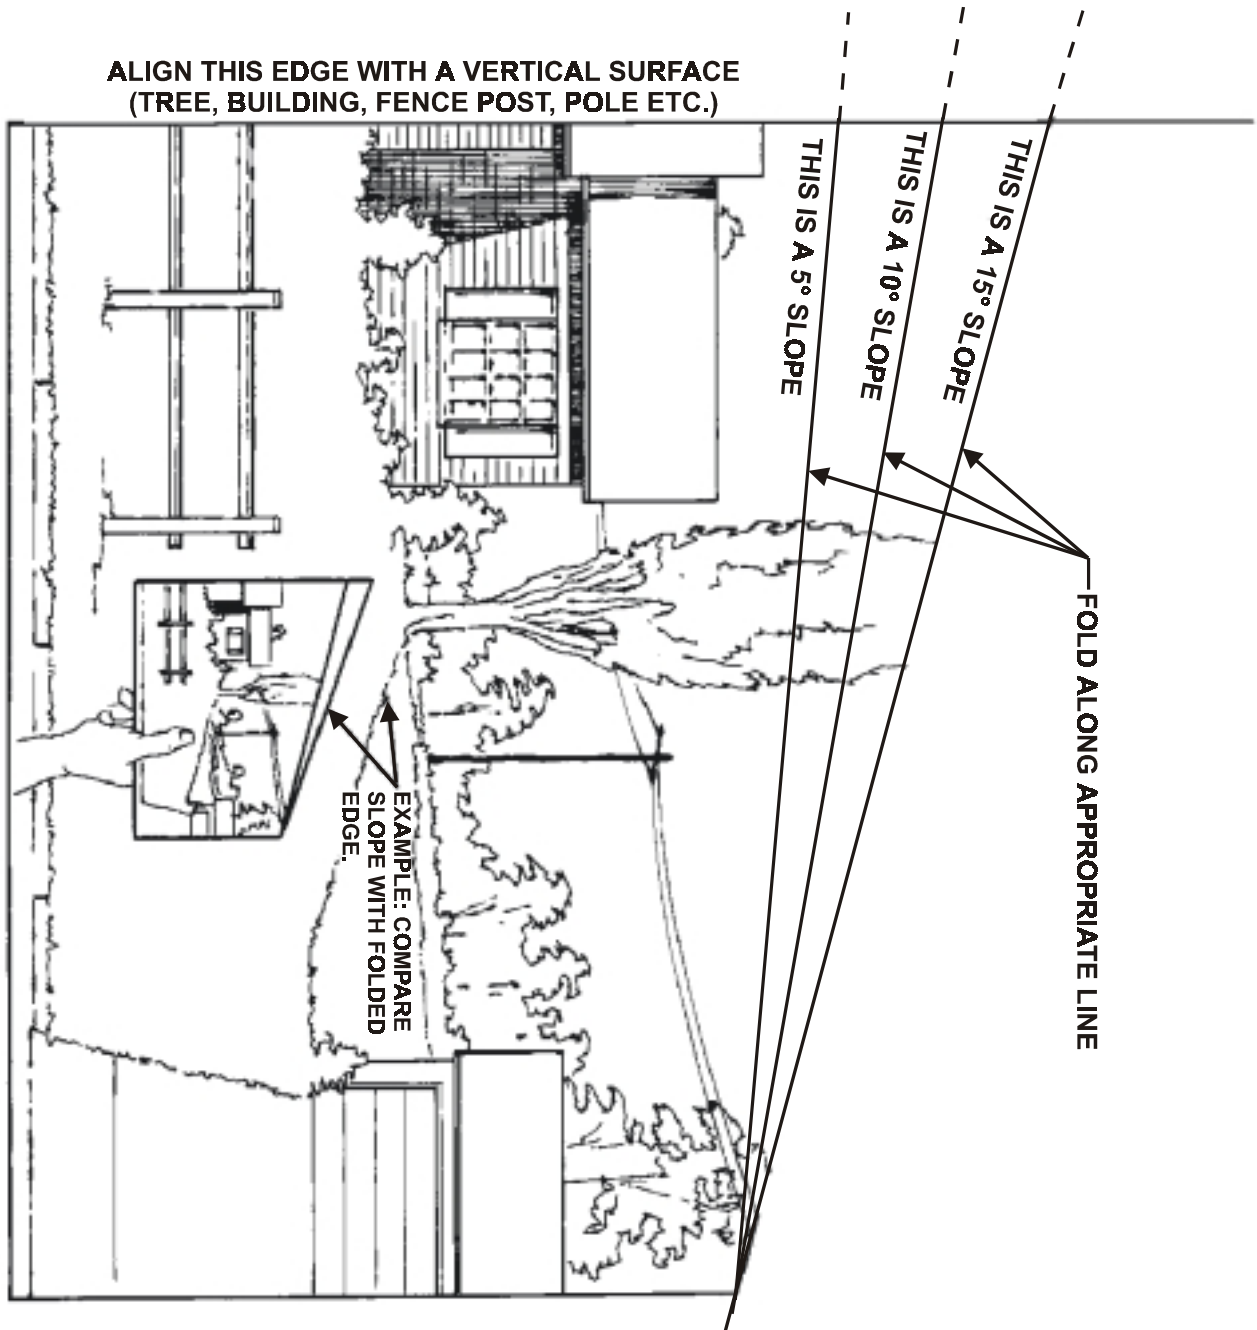 ALIGN THIS EDGE WITH A VERTICAL SURFACE
(TREE, BUILDING, FENCE POST, POLE ETC.)
THIS IS A 5° SLOPE
THIS IS A 10° SLOPE
THIS IS A 15° SLOPE
FOLD ALONG APPROPRIATE LINE
EXAMPLE: COMPARE
SLOPE WITH FOLDED
EDGE.